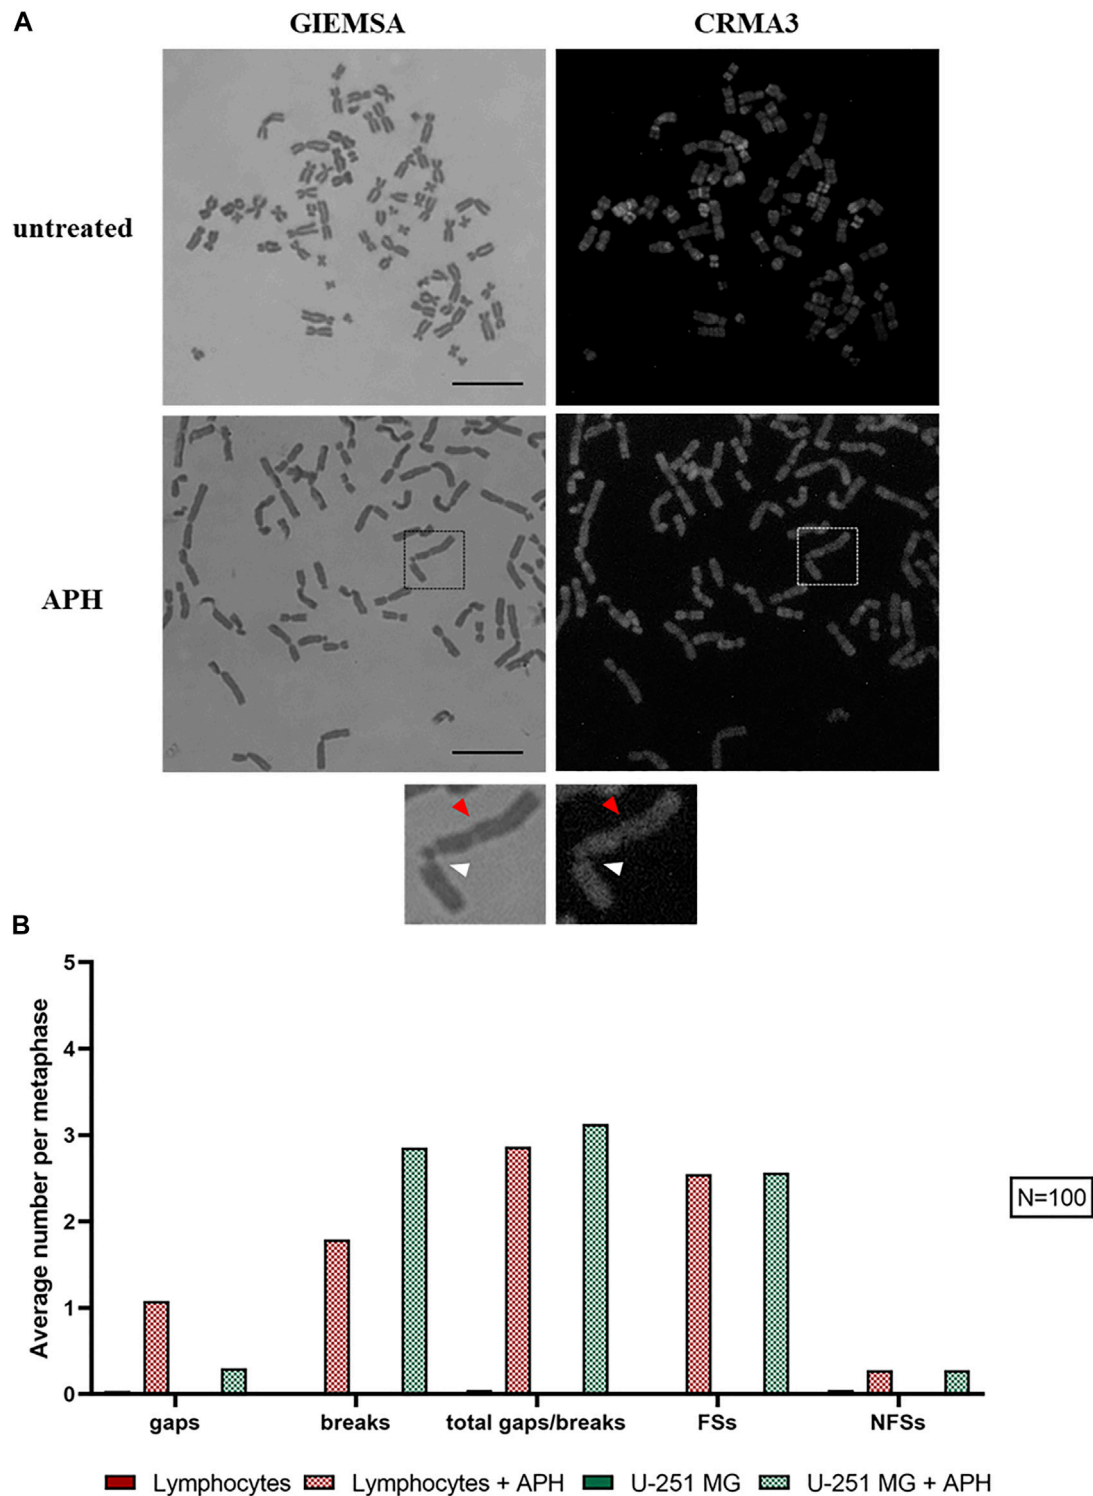 A
GIEMSA CRMA3
untreated
APH
B
Average number per metaphase
5
4
3
2
1
0
gaps breaks total gaps/breaks FSs NFSs
N=100
Lymphocytes Lymphocytes + APH U-251 MG U-251 MG + APH